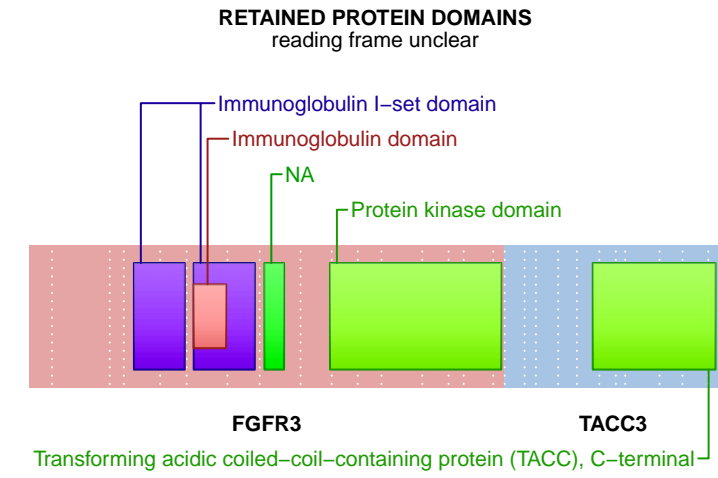 RETAINED PROTEIN DOMAINS
reading frame unclear
Immunoglobulin I−set domain
Immunoglobulin domain
NA
Protein kinase domain
FGFR3
TACC3
Transforming acidic coiled−coil−containing protein (TACC), C−terminal